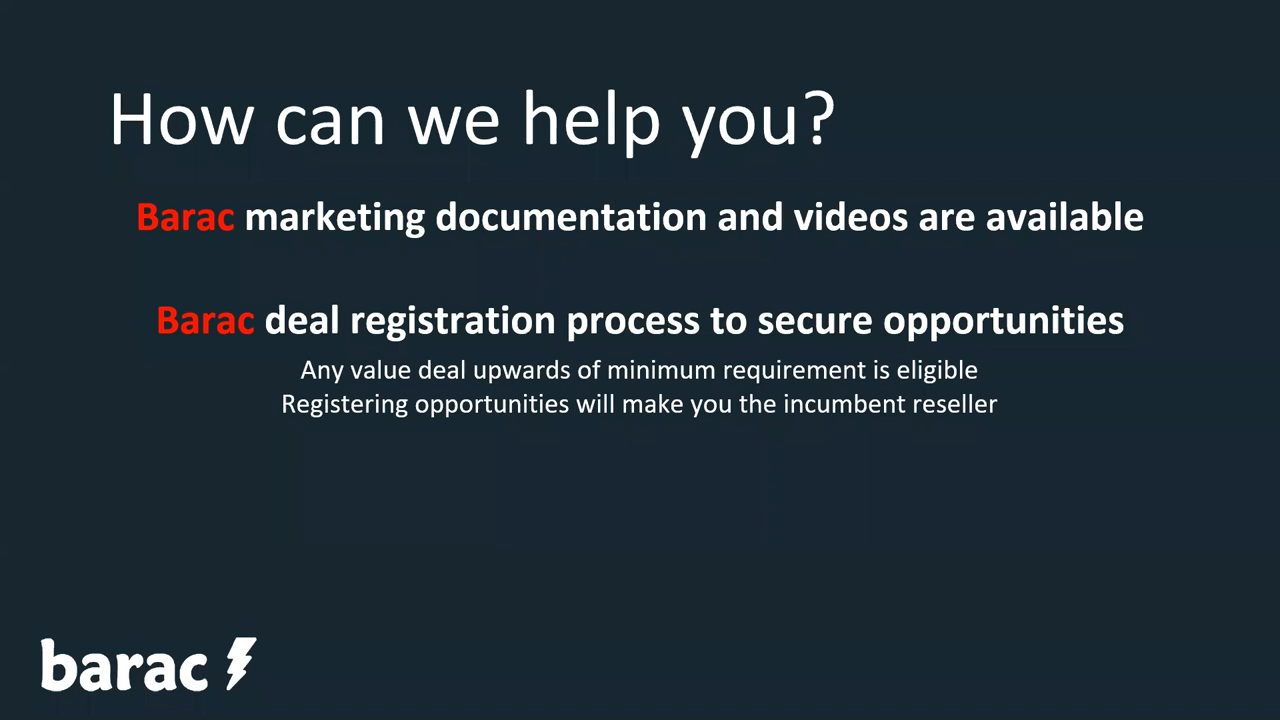 How can we help you?
Barac marketing documentation and videos are available
Barac deal registration process to secure opportunities
Any value deal upwards of minimum requirement is eligible
Registering opportunities will make you the incumbent reseller
barac